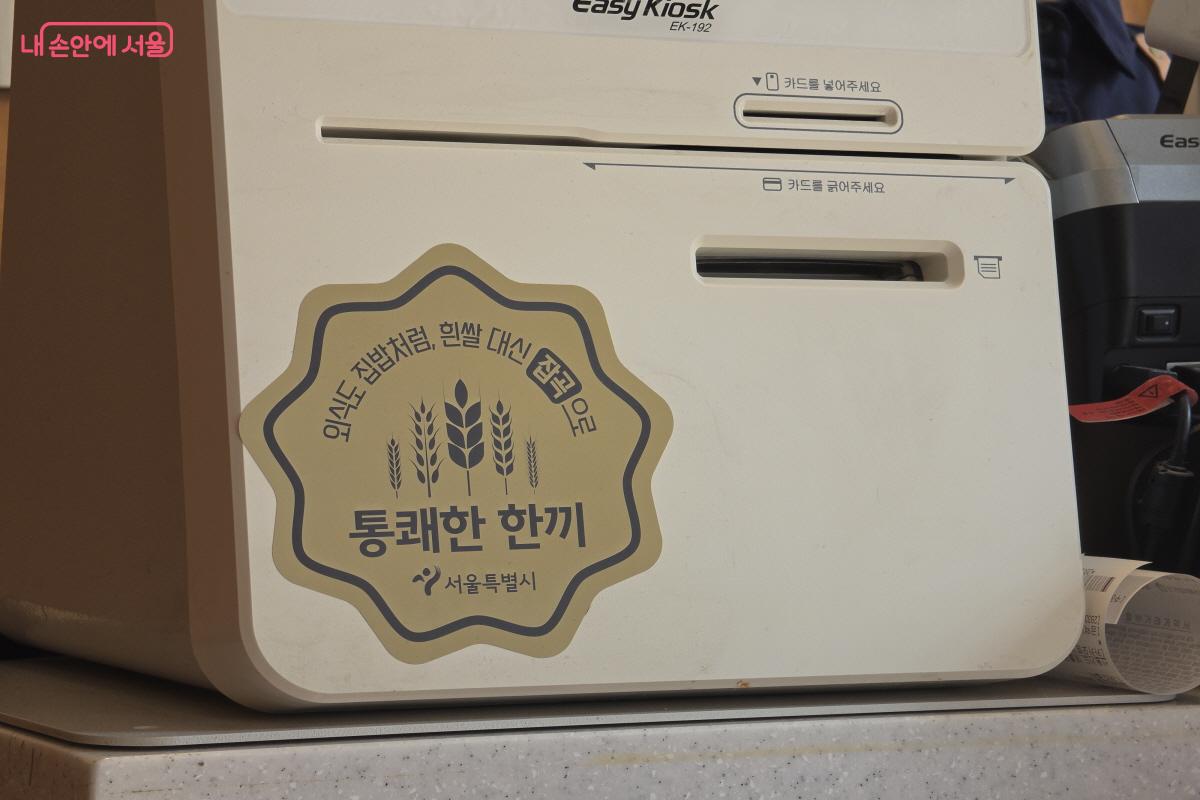 내 손안에 서울
EasyKiosk
EK-192
카드를 넣어주세요
카드를 긁어주세요
외식도 집밥처럼, 흰쌀 대신 잡곡으로
통쾌한 한끼
서울특별시
Eas